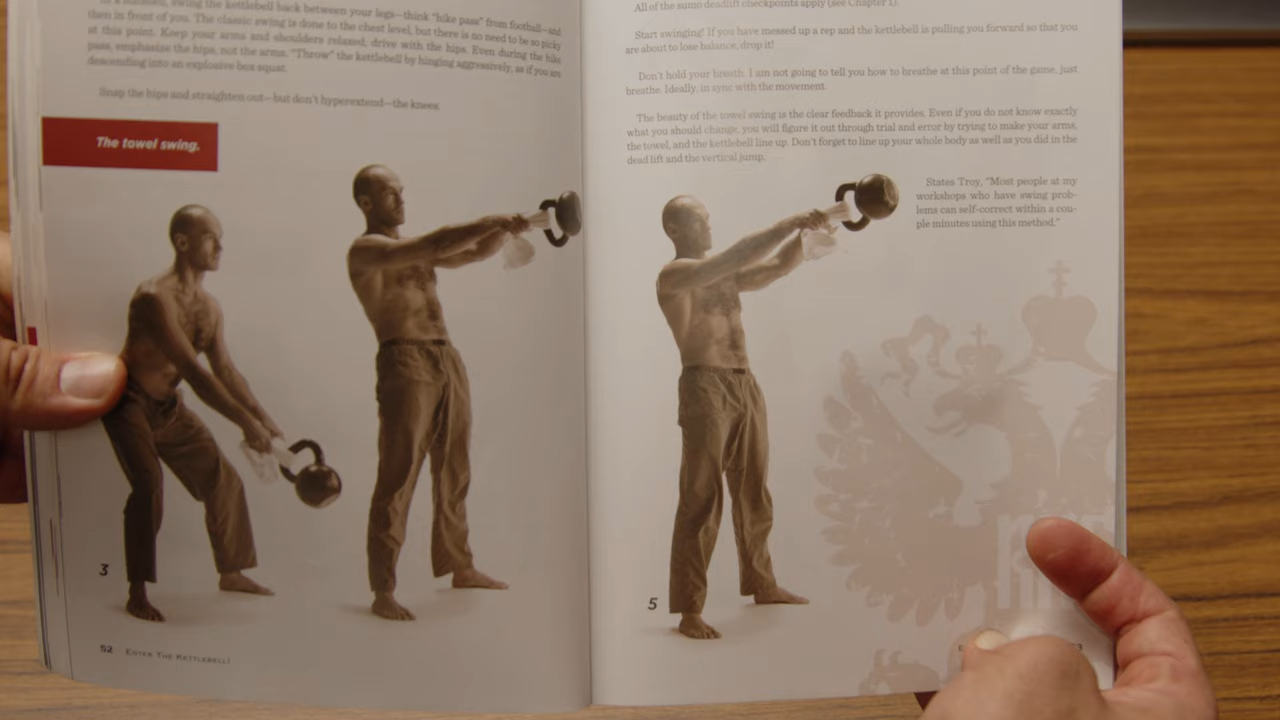 swing the kettlebell back between your legs—think "hike pass" from football—and
then in front of you. The classic swing is done to the chest level, but there is no need to be so picky
at this point. Keep your arms and shoulders relaxed, drive with the hips. Even during the hike
pass, emphasize the hips, not the arms. "Throw" the kettlebell by hinging aggressively, as if you are
descending into an explosive box squat.
Snap the hips and straighten out—but don't hyperextend—the knees.
The towel swing.
3
52 Enter The Kettlebell!
All of the sumo deadlift checkpoints apply (see Chapter 1).
Start swinging! If you have messed up a rep and the kettlebell is pulling you forward so that you
are about to lose balance, drop it!
Don't hold your breath. I am not going to tell you how to breathe at this point of the game, just
breathe. Ideally, in sync with the movement.
The beauty of the towel swing is the clear feedback it provides. Even if you do not know exactly
what you should change, you will figure it out through trial and error by trying to make your arms,
the towel, and the kettlebell line up. Don't forget to line up your whole body as well as you did in the
dead lift and the vertical jump.
States Troy, "Most people at my
workshops who have swing prob-
lems can self-correct within a cou-
ple minutes using this method."
5